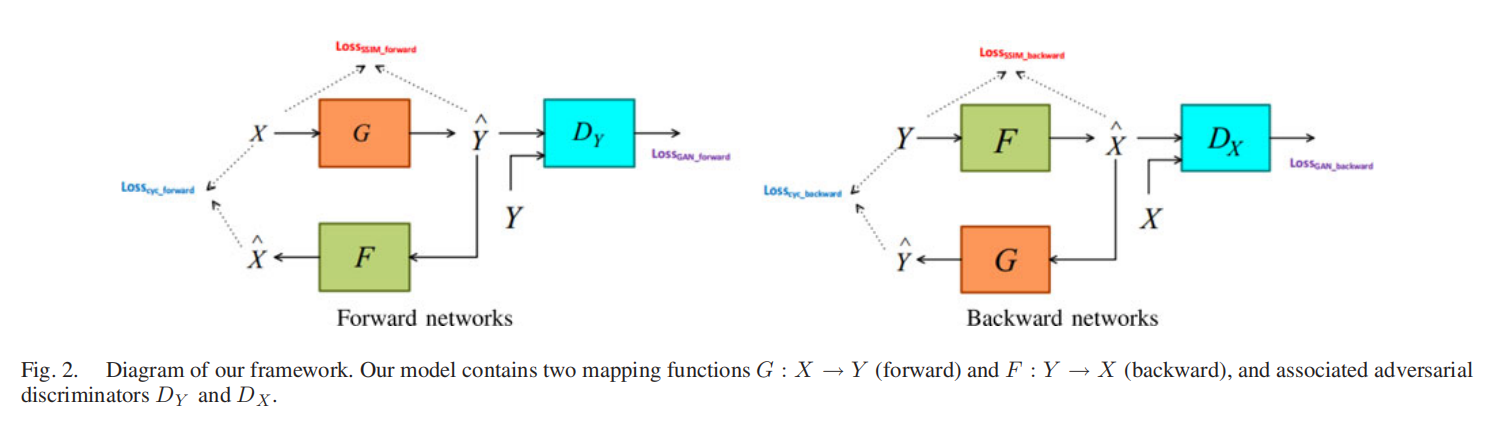 Loss_SSIM_forward
X G Ŷ D_Y
Loss_GAN_forward
Loss_cyc_forward
Y
X̂ F
Forward networks
Loss_SSIM_backward
Y F X̂ D_X
Loss_GAN_backward
Loss_cyc_backward
X
Ŷ G
Backward networks
Fig. 2. Diagram of our framework. Our model contains two mapping functions G : X → Y (forward) and F : Y → X (backward), and associated adversarial
discriminators D_Y and D_X.